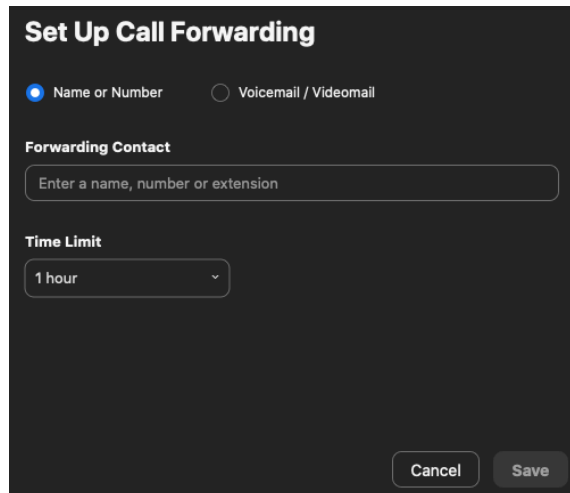 Set Up Call Forwarding
Name or Number Voicemail / Videomail
Forwarding Contact
Enter a name, number or extension
Time Limit
1 hour
Cancel Save